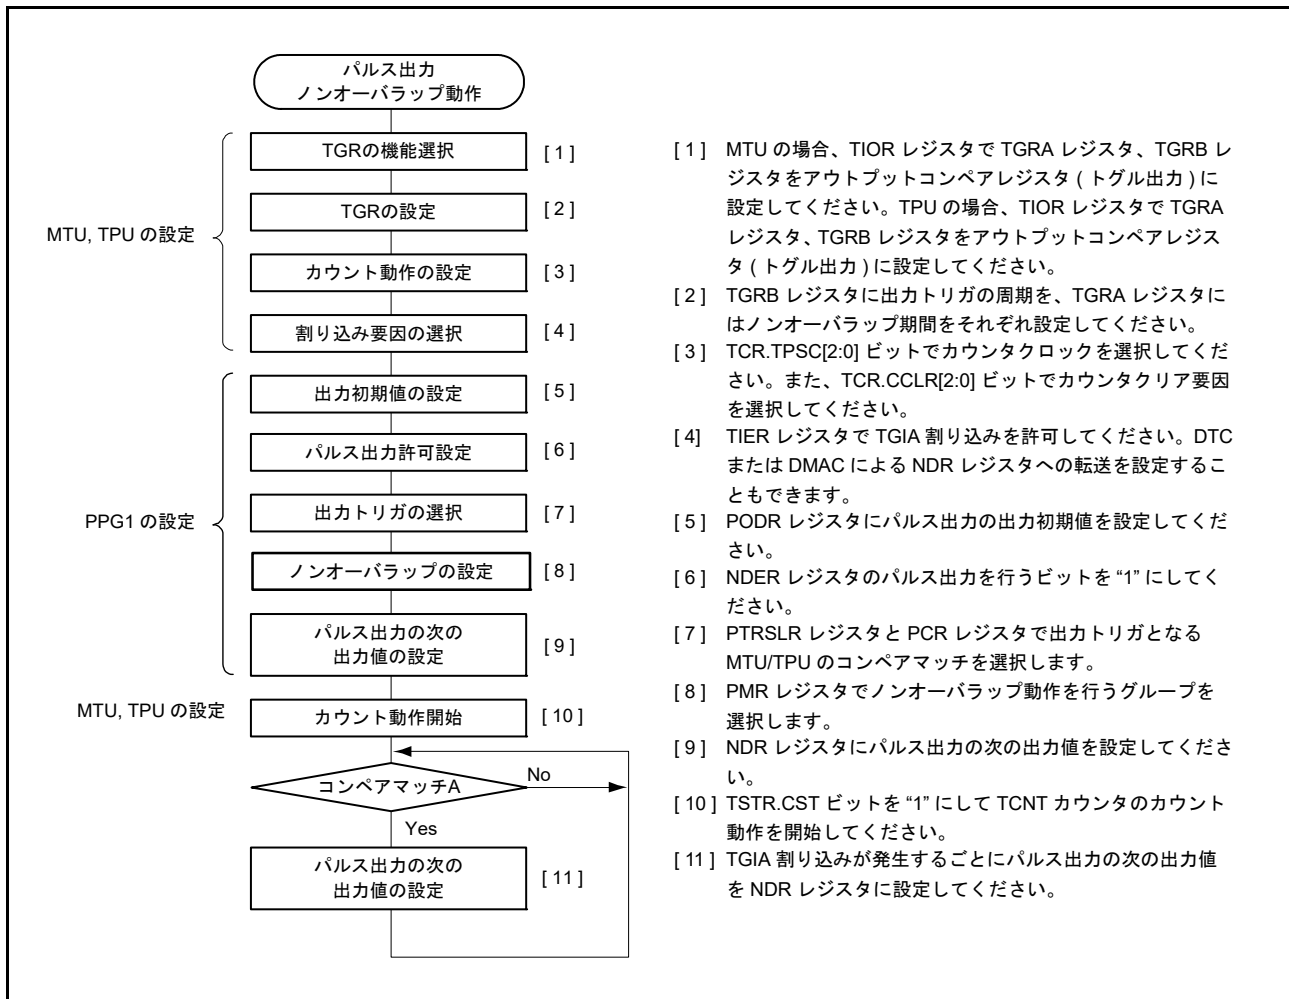 パルス出力
ノンオーバラップ動作
MTU, TPU の設定
TGRの機能選択 [ 1 ]
TGRの設定 [ 2 ]
カウント動作の設定 [ 3 ]
割り込み要因の選択 [ 4 ]
PPG1 の設定
出力初期値の設定 [ 5 ]
パルス出力許可設定 [ 6 ]
出力トリガの選択 [ 7 ]
ノンオーバラップの設定 [ 8 ]
パルス出力の次の
出力値の設定 [ 9 ]
MTU, TPU の設定
カウント動作開始 [ 10 ]
コンペアマッチA
No
Yes
パルス出力の次の
出力値の設定 [ 11 ]
[ 1 ] MTU の場合、TIOR レジスタで TGRA レジスタ、TGRB レ
ジスタをアウトプットコンペアレジスタ ( トグル出力 ) に
設定してください。TPU の場合、TIOR レジスタで TGRA
レジスタ、TGRB レジスタをアウトプットコンペアレジス
タ ( トグル出力 ) に設定してください。
[ 2 ] TGRB レジスタに出力トリガの周期を、TGRA レジスタに
はノンオーバラップ期間をそれぞれ設定してください。
[ 3 ] TCR.TPSC[2:0] ビットでカウンタクロックを選択してくだ
さい。また、TCR.CCLR[2:0] ビットでカウンタクリア要因
を選択してください。
[ 4] TIER レジスタで TGIA 割り込みを許可してください。DTC
または DMAC による NDR レジスタへの転送を設定するこ
ともできます。
[ 5 ] PODR レジスタにパルス出力の出力初期値を設定してくだ
さい。
[ 6 ] NDER レジスタのパルス出力を行うビットを “1” にしてく
ださい。
[ 7 ] PTRSLR レジスタと PCR レジスタで出力トリガとなる
MTU/TPU のコンペアマッチを選択します。
[ 8 ] PMR レジスタでノンオーバラップ動作を行うグループを
選択します。
[ 9 ] NDR レジスタにパルス出力の次の出力値を設定してくださ
い。
[ 10 ] TSTR.CST ビットを “1” にして TCNT カウンタのカウント
動作を開始してください。
[ 11 ] TGIA 割り込みが発生するごとにパルス出力の次の出力値
を NDR レジスタに設定してください。